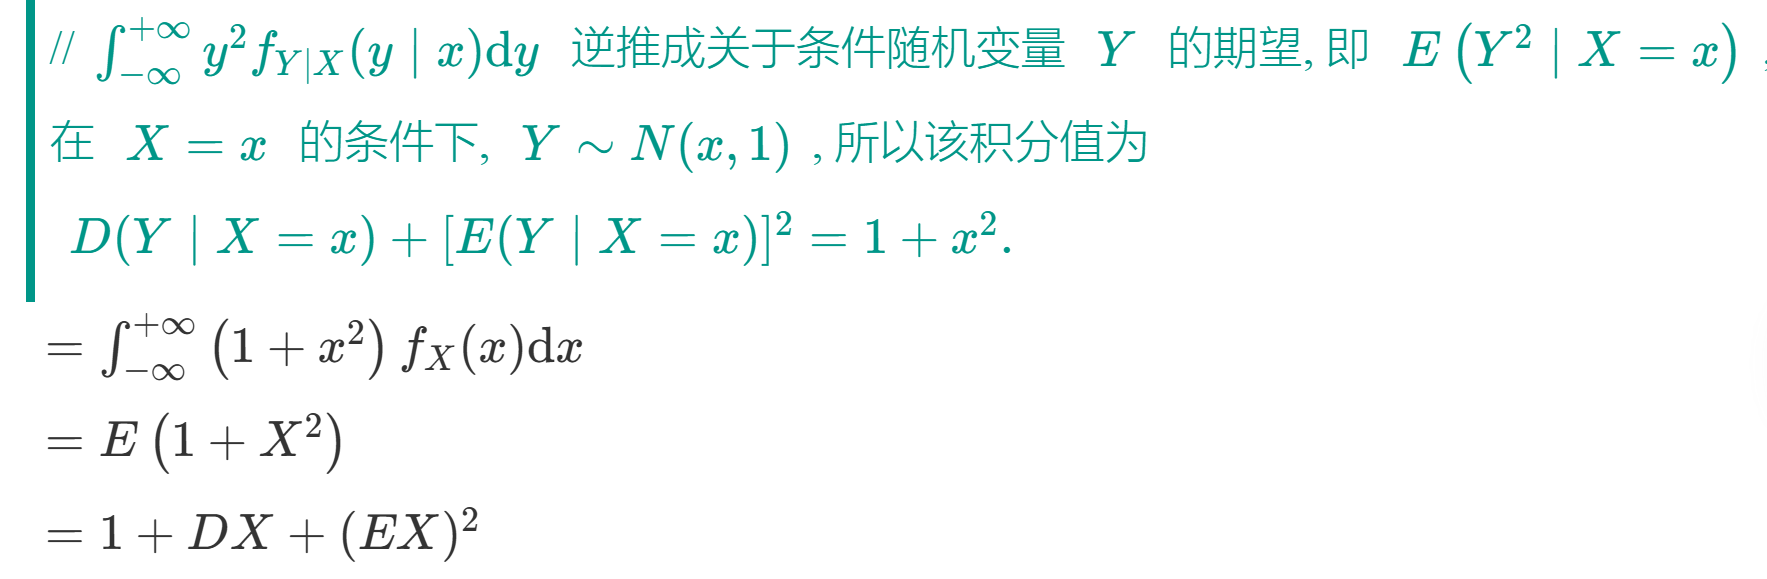 // ∫_{−∞}^{+∞} y² f_{Y|X}(y | x)dy 逆推成关于条件随机变量 Y 的期望, 即 E(Y² | X = x) ,
在 X = x 的条件下, Y ∼ N(x, 1) , 所以该积分值为
D(Y | X = x) + [E(Y | X = x)]² = 1 + x².
= ∫_{−∞}^{+∞} (1 + x²) f_X(x)dx
= E(1 + X²)
= 1 + DX + (EX)²